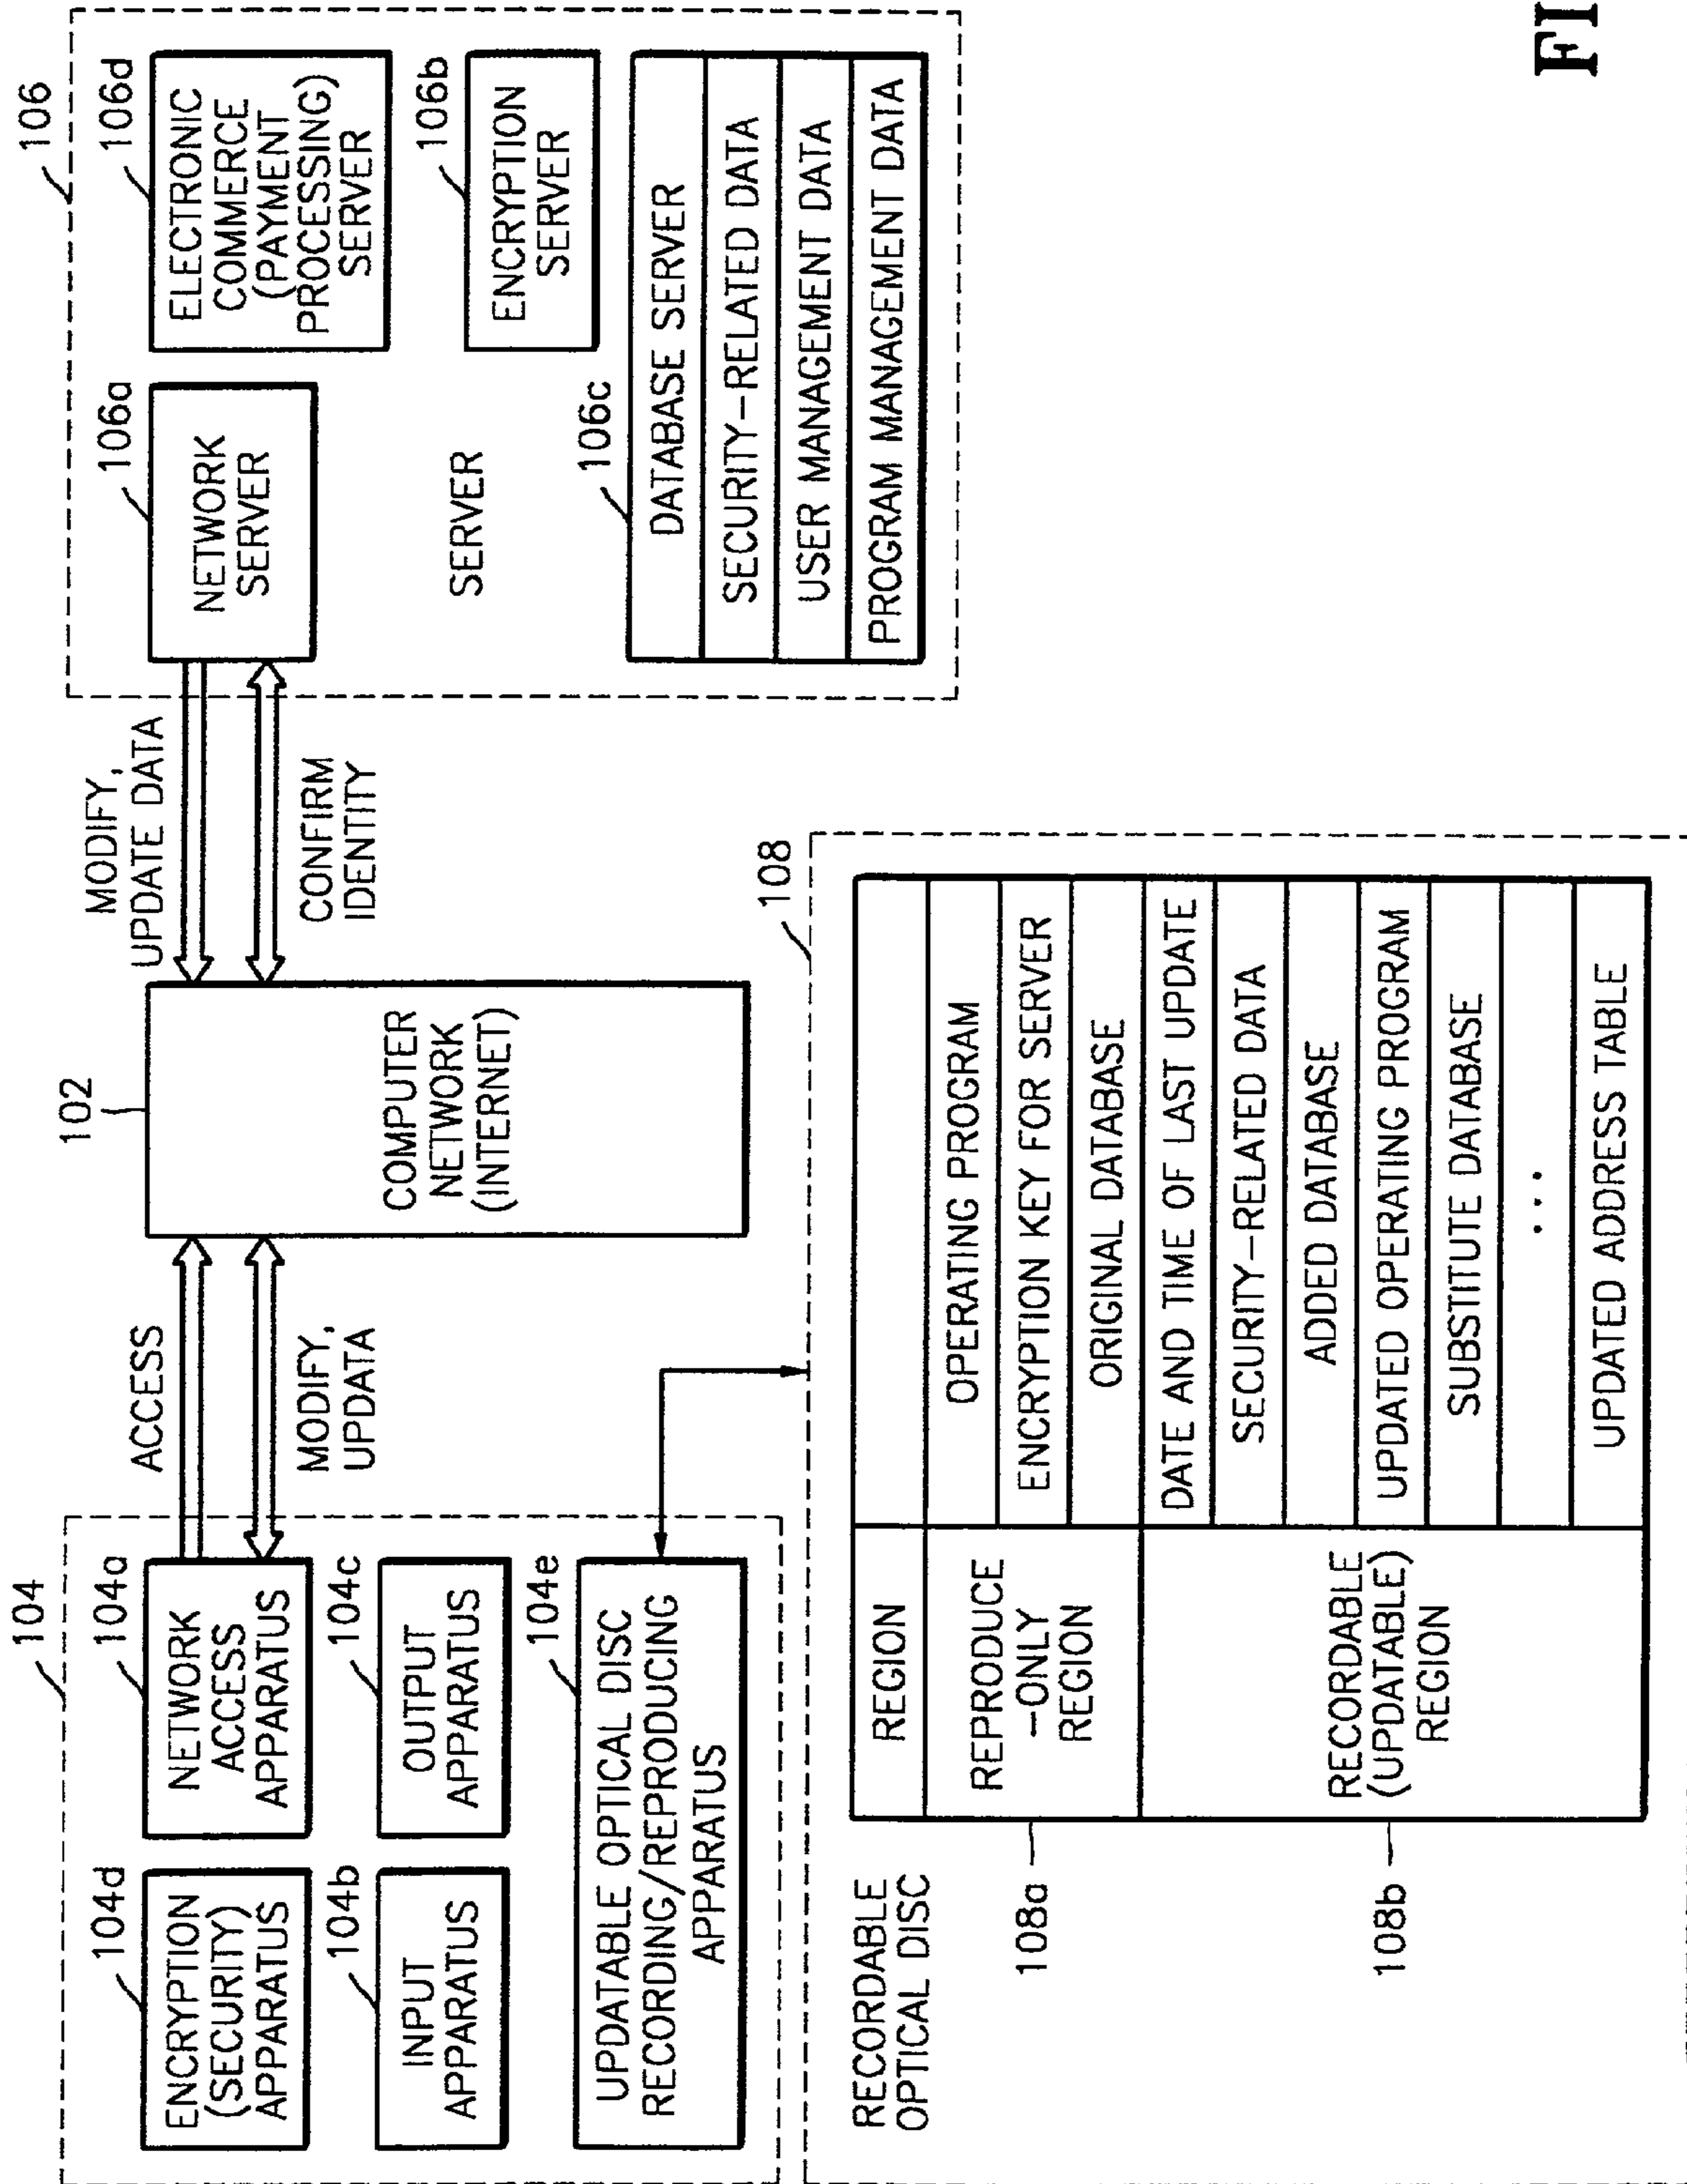 104
104d
ENCRYPTION
(SECURITY)
APPARATUS
104a
NETWORK
ACCESS
APPARATUS
104b
INPUT
APPARATUS
104c
OUTPUT
APPARATUS
104e
UPDATABLE OPTICAL DISC
RECORDING/REPRODUCING
APPARATUS
ACCESS
MODIFY,
UPDATA
102
COMPUTER
NETWORK
(INTERNET)
MODIFY,
UPDATE DATA
CONFIRM
IDENTITY
106
106a
NETWORK
SERVER
106d
ELECTRONIC
COMMERCE
(PAYMENT
PROCESSING)
SERVER
SERVER
106b
ENCRYPTION
SERVER
106c
DATABASE SERVER
SECURITY-RELATED DATA
USER MANAGEMENT DATA
PROGRAM MANAGEMENT DATA
108
RECORDABLE
OPTICAL DISC
REGION
108a
REPRODUCE
-ONLY
REGION
OPERATING PROGRAM
ENCRYPTION KEY FOR SERVER
ORIGINAL DATABASE
108b
RECORDABLE
(UPDATABLE)
REGION
DATE AND TIME OF LAST UPDATE
SECURITY-RELATED DATA
ADDED DATABASE
UPDATED OPERATING PROGRAM
SUBSTITUTE DATABASE
...
UPDATED ADDRESS TABLE
FI